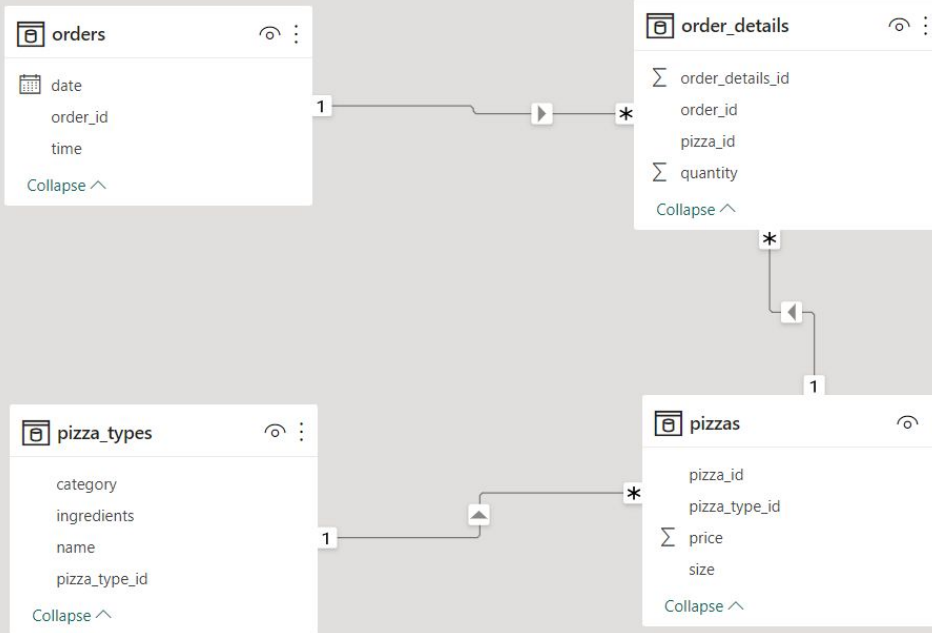 orders
date
order_id
time
Collapse
1
*
order_details
Σ order_details_id
order_id
pizza_id
Σ quantity
Collapse
*
1
pizza_types
category
ingredients
name
pizza_type_id
Collapse
1
*
pizzas
pizza_id
pizza_type_id
Σ price
size
Collapse